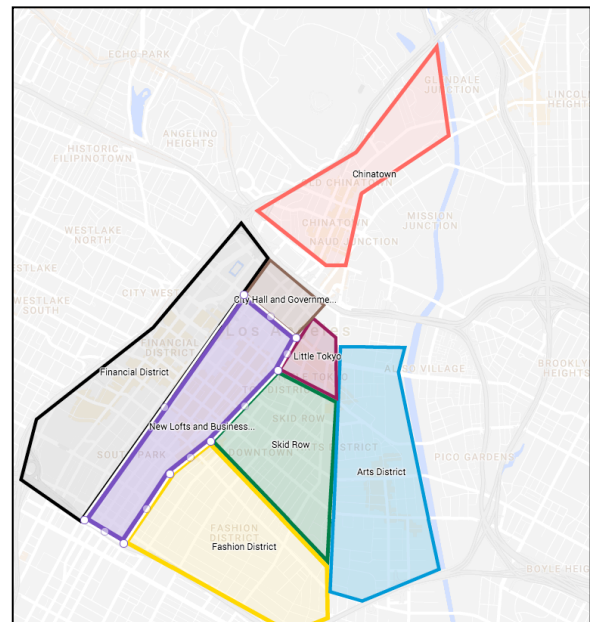 ECHO PARK
GLENDALE
JUNCTION
LINCOLN
HEIGHTS
ANGELINO
HEIGHTS
HISTORIC
FILIPINOTOWN
Chinatown
OLD CHINATOWN
CHINATOWN
MISSION
JUNCTION
WESTLAKE
NORTH
NAUD JUNCTION
LAKE
CITY WEST
City Hall and Governme...
WESTLAKE
SOUTH
Los Angeles
FINANCIAL
DISTRICT
Little Tokyo
Financial District
BROOKLYN
HEIGHTS
SKID ROW
New Lofts and Business...
Skid Row
SOUTH PARK
DOWNTOWN
ARTS DISTRICT
PICO GARDENS
Arts District
FASHION
DISTRICT
Fashion District
BOYLE HEIG